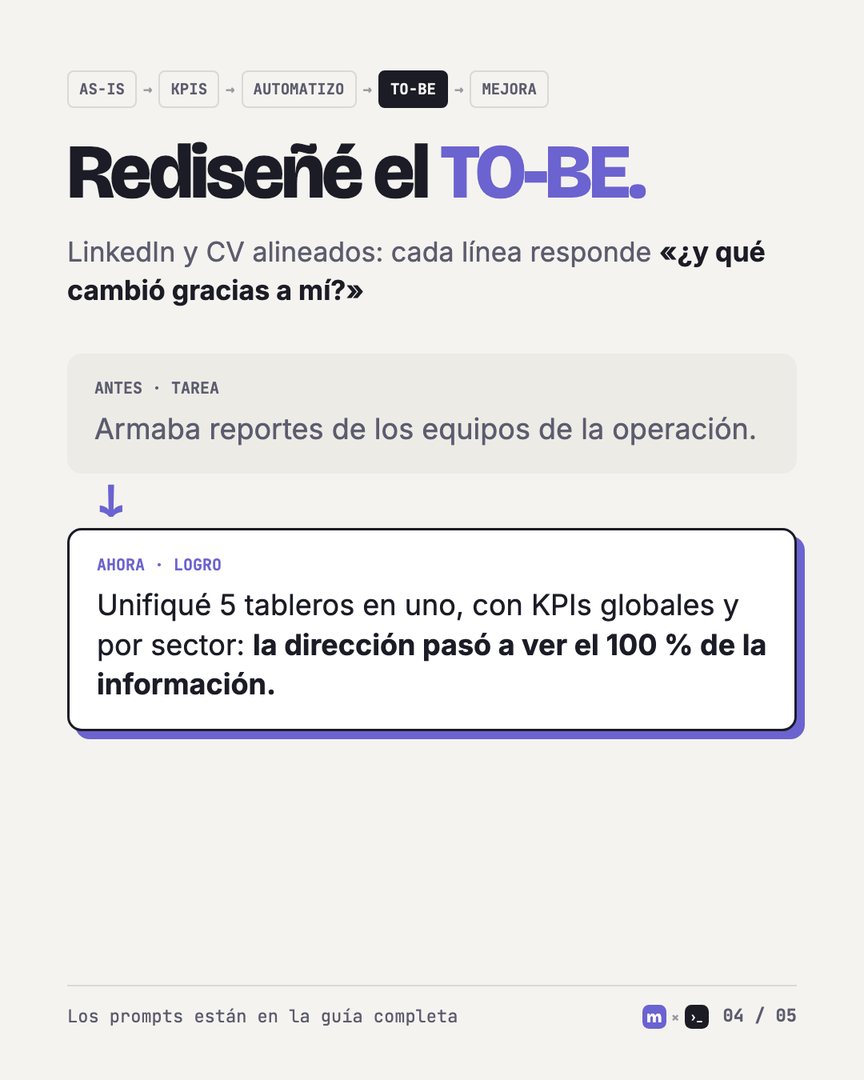 AS-IS → KPIS → AUTOMATIZO → TO-BE → MEJORA
Rediseñé el TO-BE.
LinkedIn y CV alineados: cada línea responde «¿y qué
cambió gracias a mí?»
ANTES · TAREA
Armaba reportes de los equipos de la operación.
↓
AHORA · LOGRO
Unifiqué 5 tableros en uno, con KPIs globales y
por sector: la dirección pasó a ver el 100 % de la
información.
Los prompts están en la guía completa
m × ›_ 04 / 05